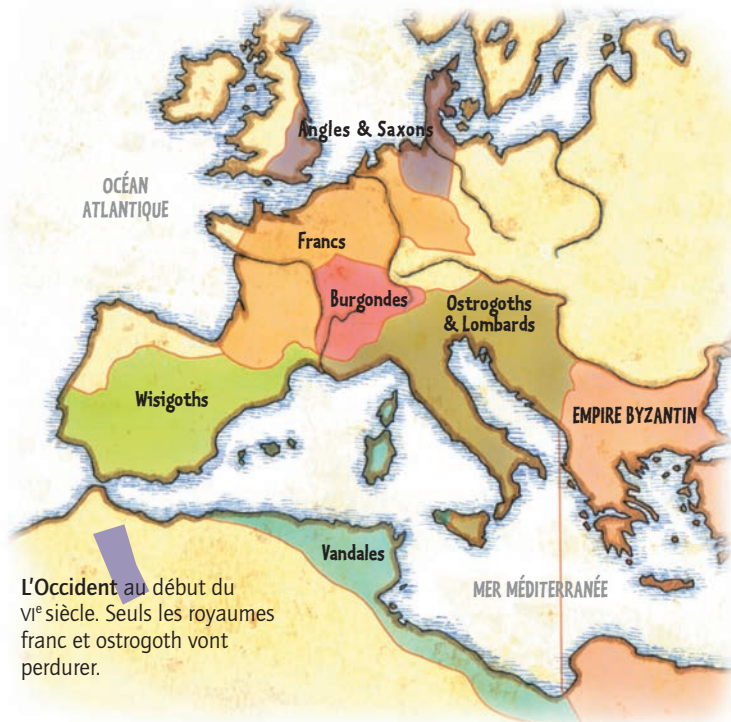 Angles & Saxons
OCÉAN
ATLANTIQUE
Francs
Burgondes
Ostrogoths
& Lombards
Wisigoths
EMPIRE BYZANTIN
Vandales
MER MÉDITERRANÉE
L'Occident au début du
VIe siècle. Seuls les royaumes
franc et ostrogoth vont
perdurer.